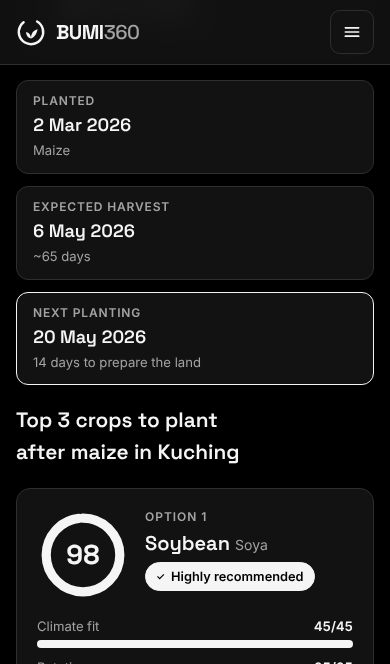 BUMI360
PLANTED
2 Mar 2026
Maize
EXPECTED HARVEST
6 May 2026
~65 days
NEXT PLANTING
20 May 2026
14 days to prepare the land
Top 3 crops to plant
after maize in Kuching
98
OPTION 1
Soybean Soya
✓ Highly recommended
Climate fit 45/45